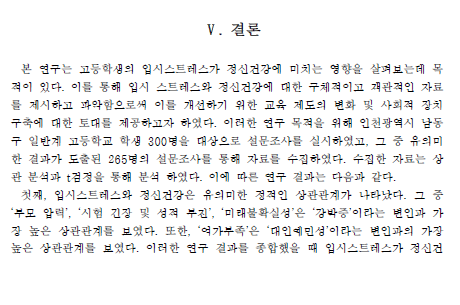 Ⅴ. 결론
본 연구는 고등학생의 입시스트레스가 정신건강에 미치는 영향을 살펴보는데 목
적이 있다. 이를 통해 입시 스트레스와 정신건강에 대한 구체적이고 객관적인 자료
를 제시하고 파악함으로써 이를 개선하기 위한 교육 제도의 변화 및 사회적 장치
구축에 대한 토대를 제공하고자 하였다. 이러한 연구 목적을 위해 인천광역시 남동
구 일반계 고등학교 학생 300명을 대상으로 설문조사를 실시하였고, 그 중 유의미
한 결과가 도출된 265명의 설문조사를 통해 자료를 수집하였다. 수집한 자료는 상
관 분석과 t검정을 통해 분석 하였다. 이에 따른 연구 결과는 다음과 같다.
첫째, 입시스트레스와 정신건강은 유의미한 정적인 상관관계가 나타났다. 그 중
‘부모 압력’, ‘시험 긴장 및 성적 부진’, ‘미래불확실성’은 ‘강박증’이라는 변인과 가
장 높은 상관관계를 보였다. 또한, ‘여가부족’은 ‘대인예민성’이라는 변인과의 가장
높은 상관관계를 보였다. 이러한 연구 결과를 종합했을 때 입시스트레스가 정신건